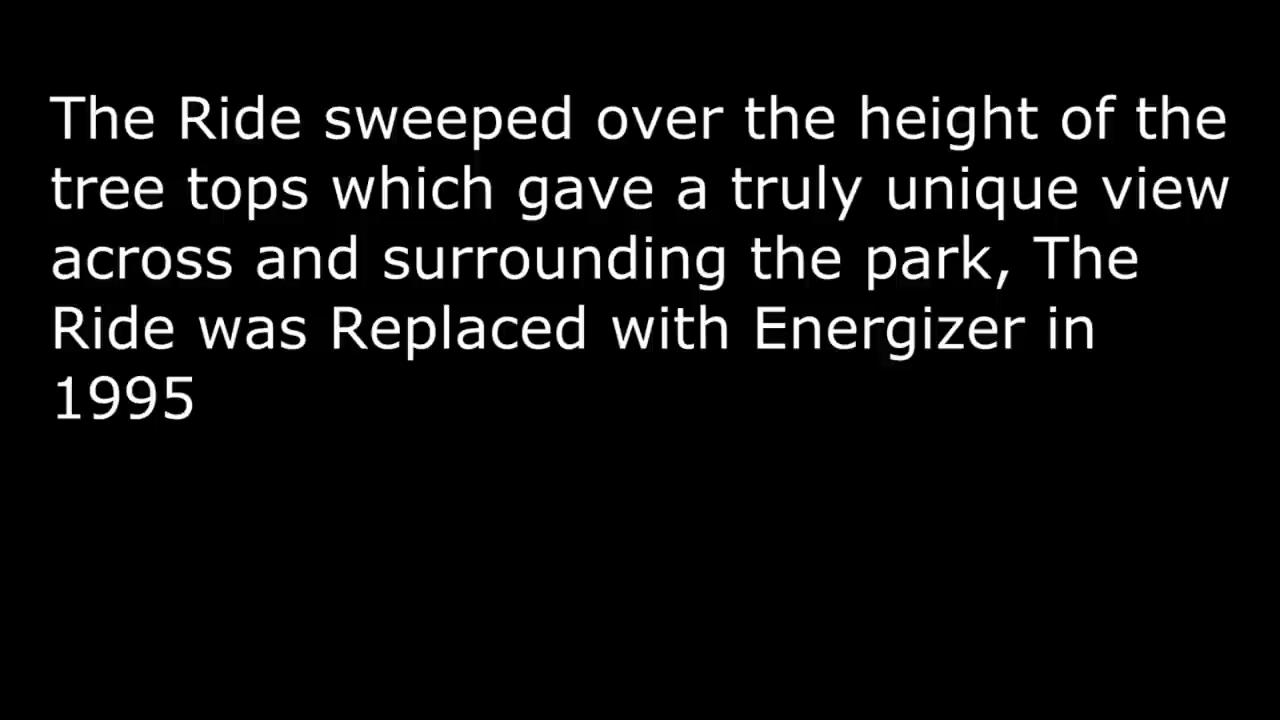 The Ride sweeped over the height of the
tree tops which gave a truly unique view
across and surrounding the park, The
Ride was Replaced with Energizer in
1995